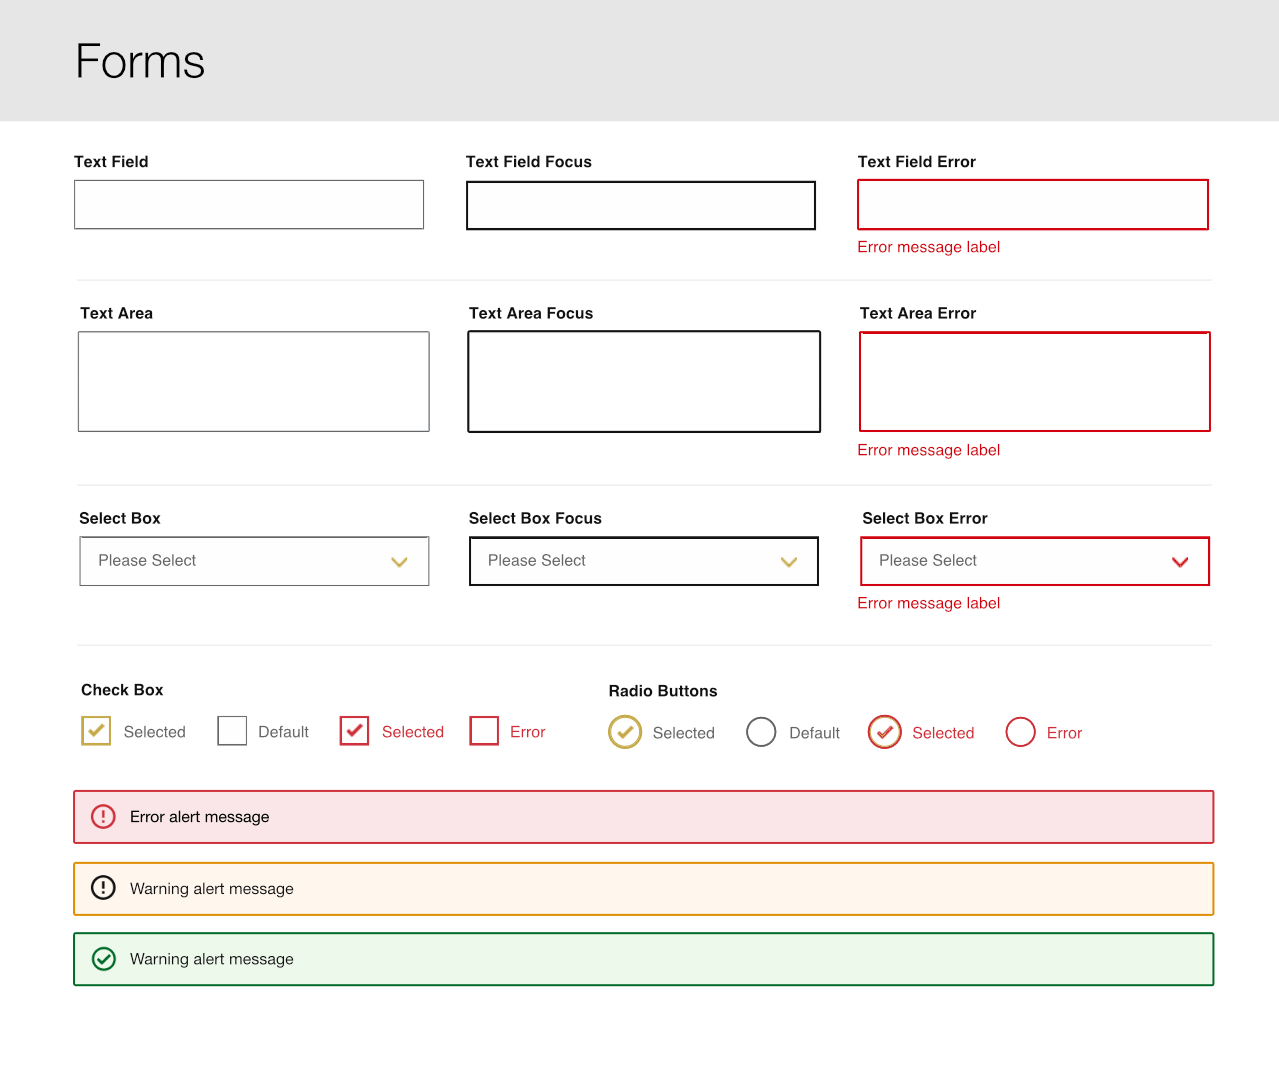 Forms
Text Field
Text Field Focus
Text Field Error
Error message label
Text Area
Text Area Focus
Text Area Error
Error message label
Select Box
Select Box Focus
Select Box Error
Please Select
Please Select
Please Select
Error message label
Check Box
Radio Buttons
Selected
Default
Selected
Error
Selected
Default
Selected
Error
Error alert message
Warning alert message
Warning alert message